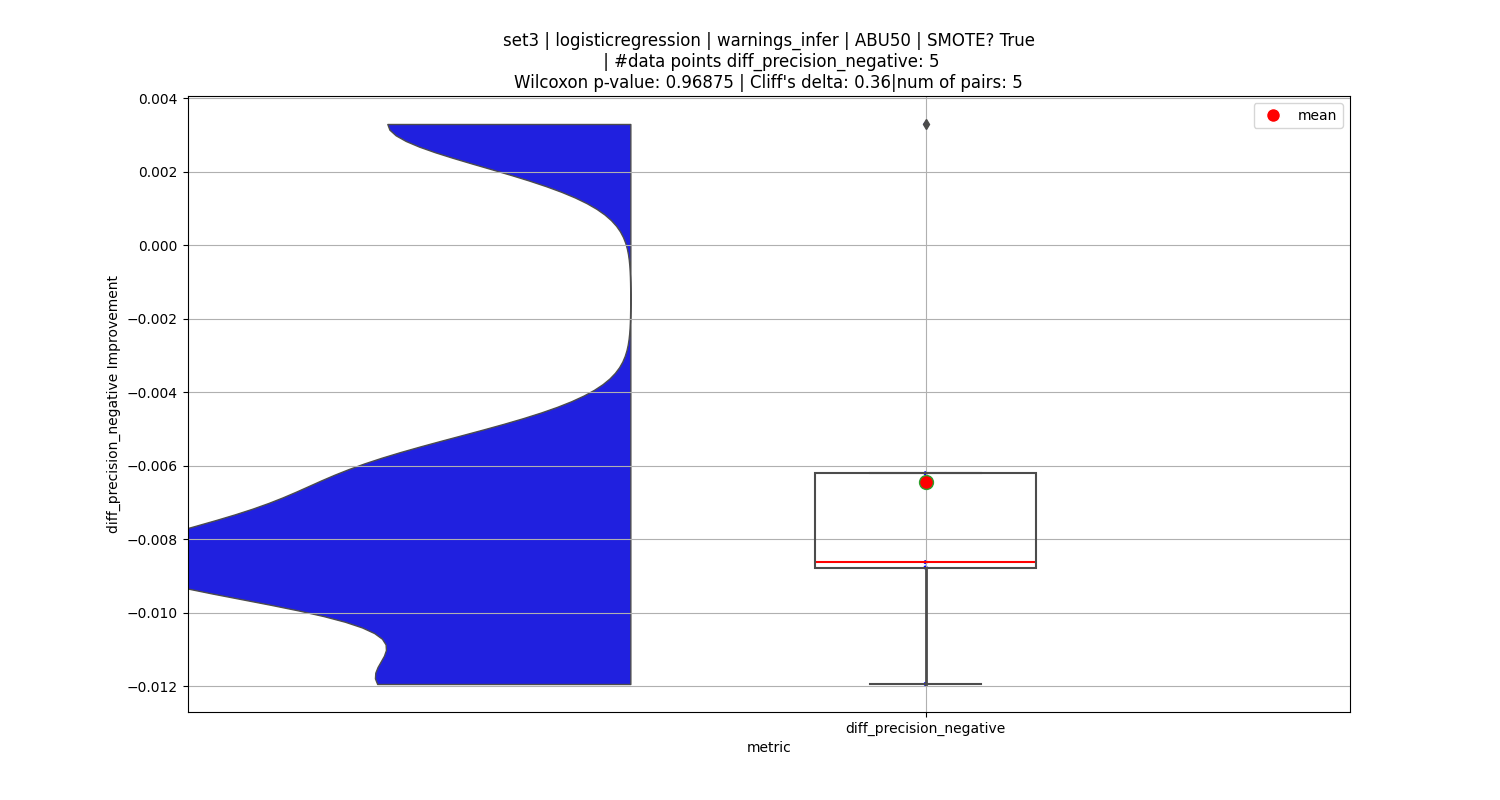 set3 | logisticregression | warnings_infer | ABU50 | SMOTE? True
| #data points diff_precision_negative: 5
Wilcoxon p-value: 0.96875 | Cliff's delta: 0.36|num of pairs: 5
mean
0.004
0.002
0.000
−0.002
−0.004
−0.006
−0.008
−0.010
−0.012
diff_precision_negative Improvement
diff_precision_negative
metric